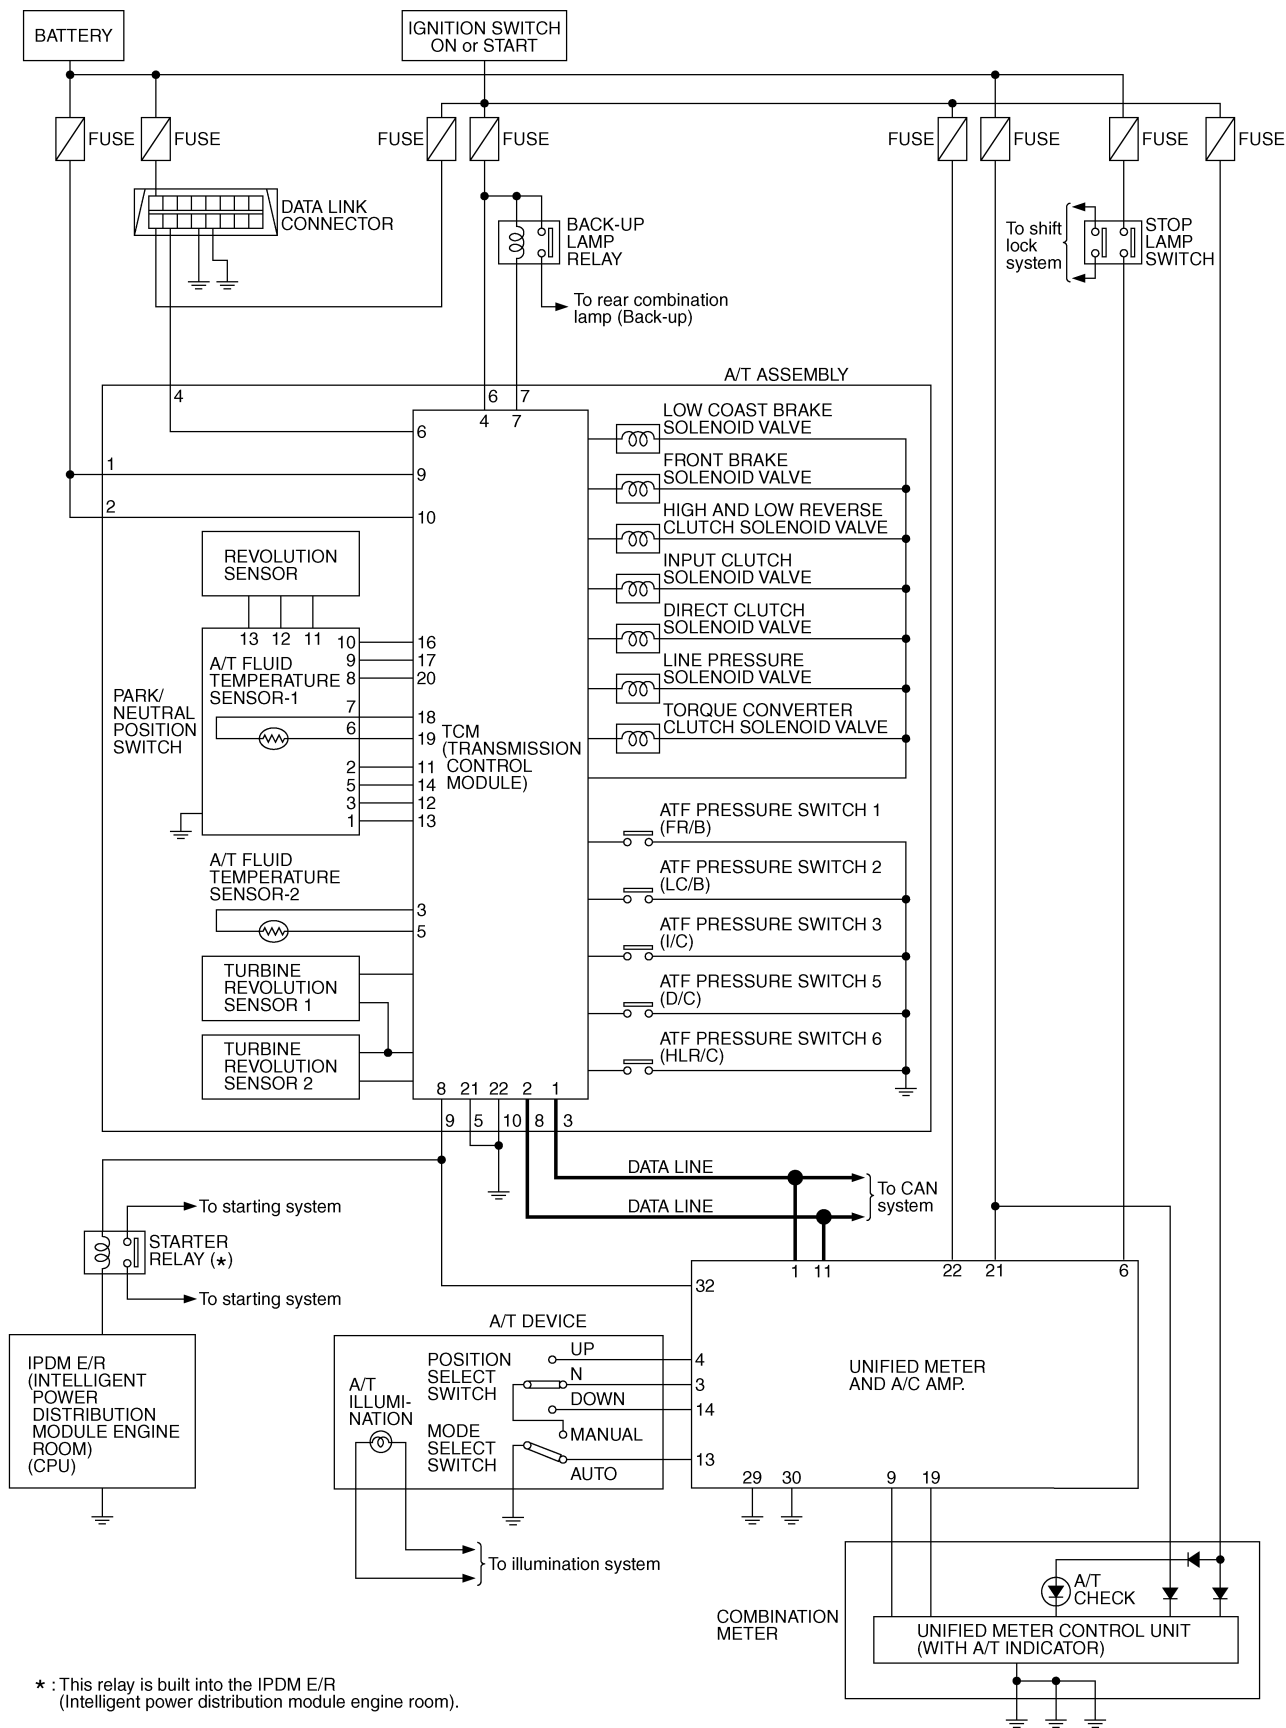 BATTERY
IGNITION SWITCH
ON or START
FUSE
FUSE
FUSE
FUSE
FUSE
FUSE
FUSE
FUSE
DATA LINK
CONNECTOR
BACK-UP
LAMP
RELAY
To rear combination
lamp (Back-up)
To shift
lock
system
STOP
LAMP
SWITCH
A/T ASSEMBLY
4
6
7
4
7
6
1
9
2
10
LOW COAST BRAKE
SOLENOID VALVE
FRONT BRAKE
SOLENOID VALVE
HIGH AND LOW REVERSE
CLUTCH SOLENOID VALVE
INPUT CLUTCH
SOLENOID VALVE
DIRECT CLUTCH
SOLENOID VALVE
LINE PRESSURE
SOLENOID VALVE
TORQUE CONVERTER
CLUTCH SOLENOID VALVE
REVOLUTION
SENSOR
13 12 11
10 16
9 17
8 20
A/T FLUID
TEMPERATURE
SENSOR-1
7 18
6 19
2 11
5 14
3 12
1 13
PARK/
NEUTRAL
POSITION
SWITCH
TCM
(TRANSMISSION
CONTROL
MODULE)
A/T FLUID
TEMPERATURE
SENSOR-2
3
5
TURBINE
REVOLUTION
SENSOR 1
TURBINE
REVOLUTION
SENSOR 2
ATF PRESSURE SWITCH 1
(FR/B)
ATF PRESSURE SWITCH 2
(LC/B)
ATF PRESSURE SWITCH 3
(I/C)
ATF PRESSURE SWITCH 5
(D/C)
ATF PRESSURE SWITCH 6
(HLR/C)
8 21 22 2 1
9 5 10 8 3
DATA LINE
DATA LINE
To CAN
system
To starting system
STARTER
RELAY (*)
To starting system
1 11 22 21 6
32
4
3
14
13
29 30 9 19
UNIFIED METER
AND A/C AMP.
A/T DEVICE
POSITION
SELECT
SWITCH
UP
N
DOWN
MANUAL
AUTO
MODE
SELECT
SWITCH
A/T
ILLUMI-
NATION
IPDM E/R
(INTELLIGENT
POWER
DISTRIBUTION
MODULE ENGINE
ROOM)
(CPU)
To illumination system
A/T
CHECK
COMBINATION
METER
UNIFIED METER CONTROL UNIT
(WITH A/T INDICATOR)
* : This relay is built into the IPDM E/R
(Intelligent power distribution module engine room).